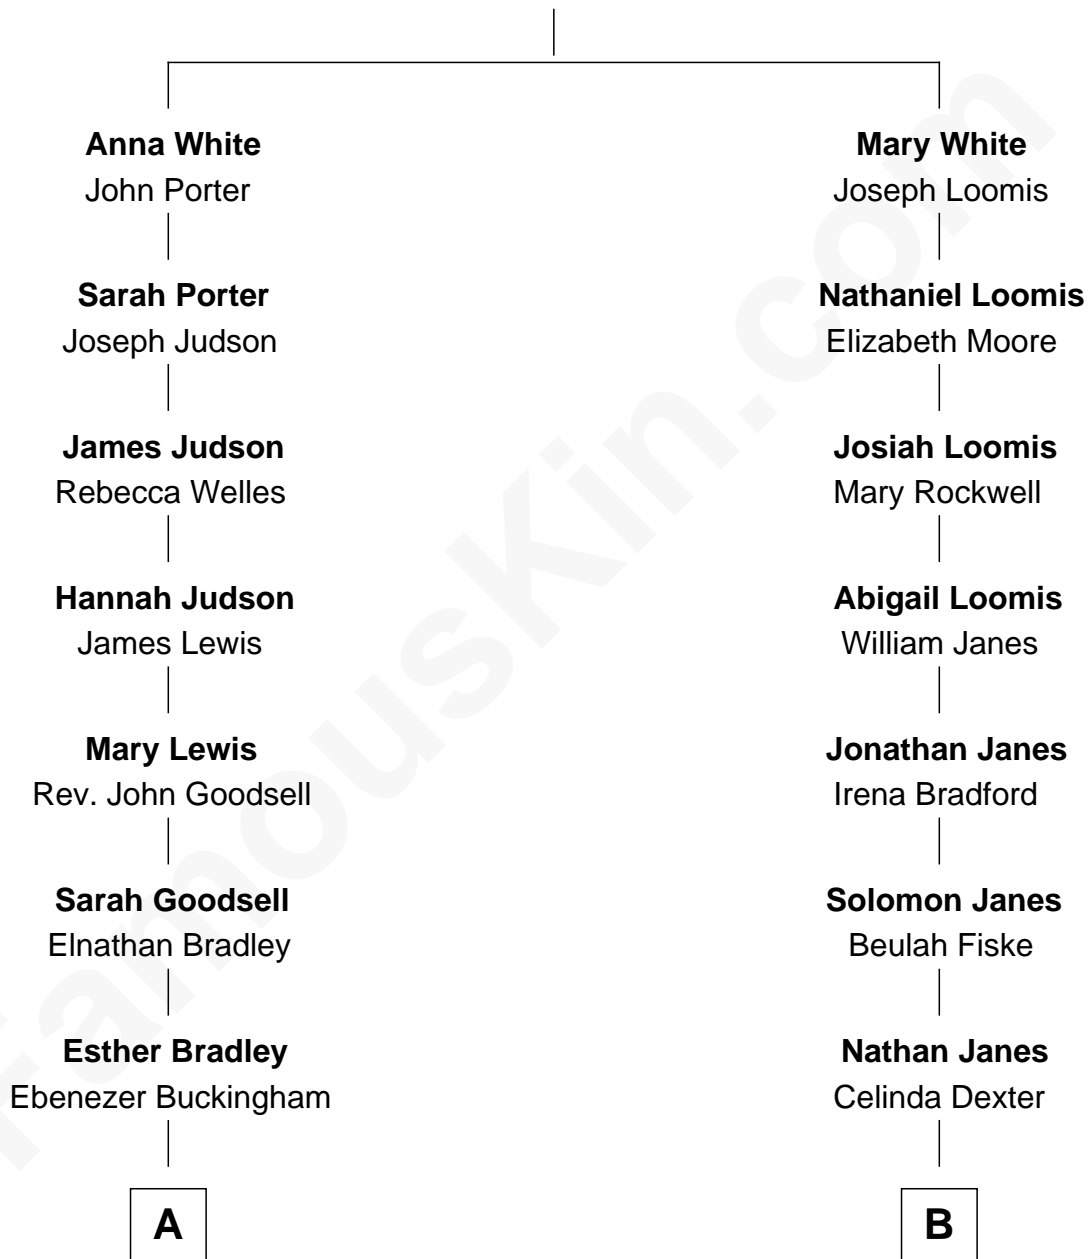 Anna White
John Porter
Sarah Porter
Joseph Judson
James Judson
Rebecca Welles
Hannah Judson
James Lewis
Mary Lewis
Rev. John Goodsell
Sarah Goodsell
Elnathan Bradley
Esther Bradley
Ebenezer Buckingham
A
Mary White
Joseph Loomis
Nathaniel Loomis
Elizabeth Moore
Josiah Loomis
Mary Rockwell
Abigail Loomis
William Janes
Jonathan Janes
Irena Bradford
Solomon Janes
Beulah Fiske
Nathan Janes
Celinda Dexter
B
FamousKin.com